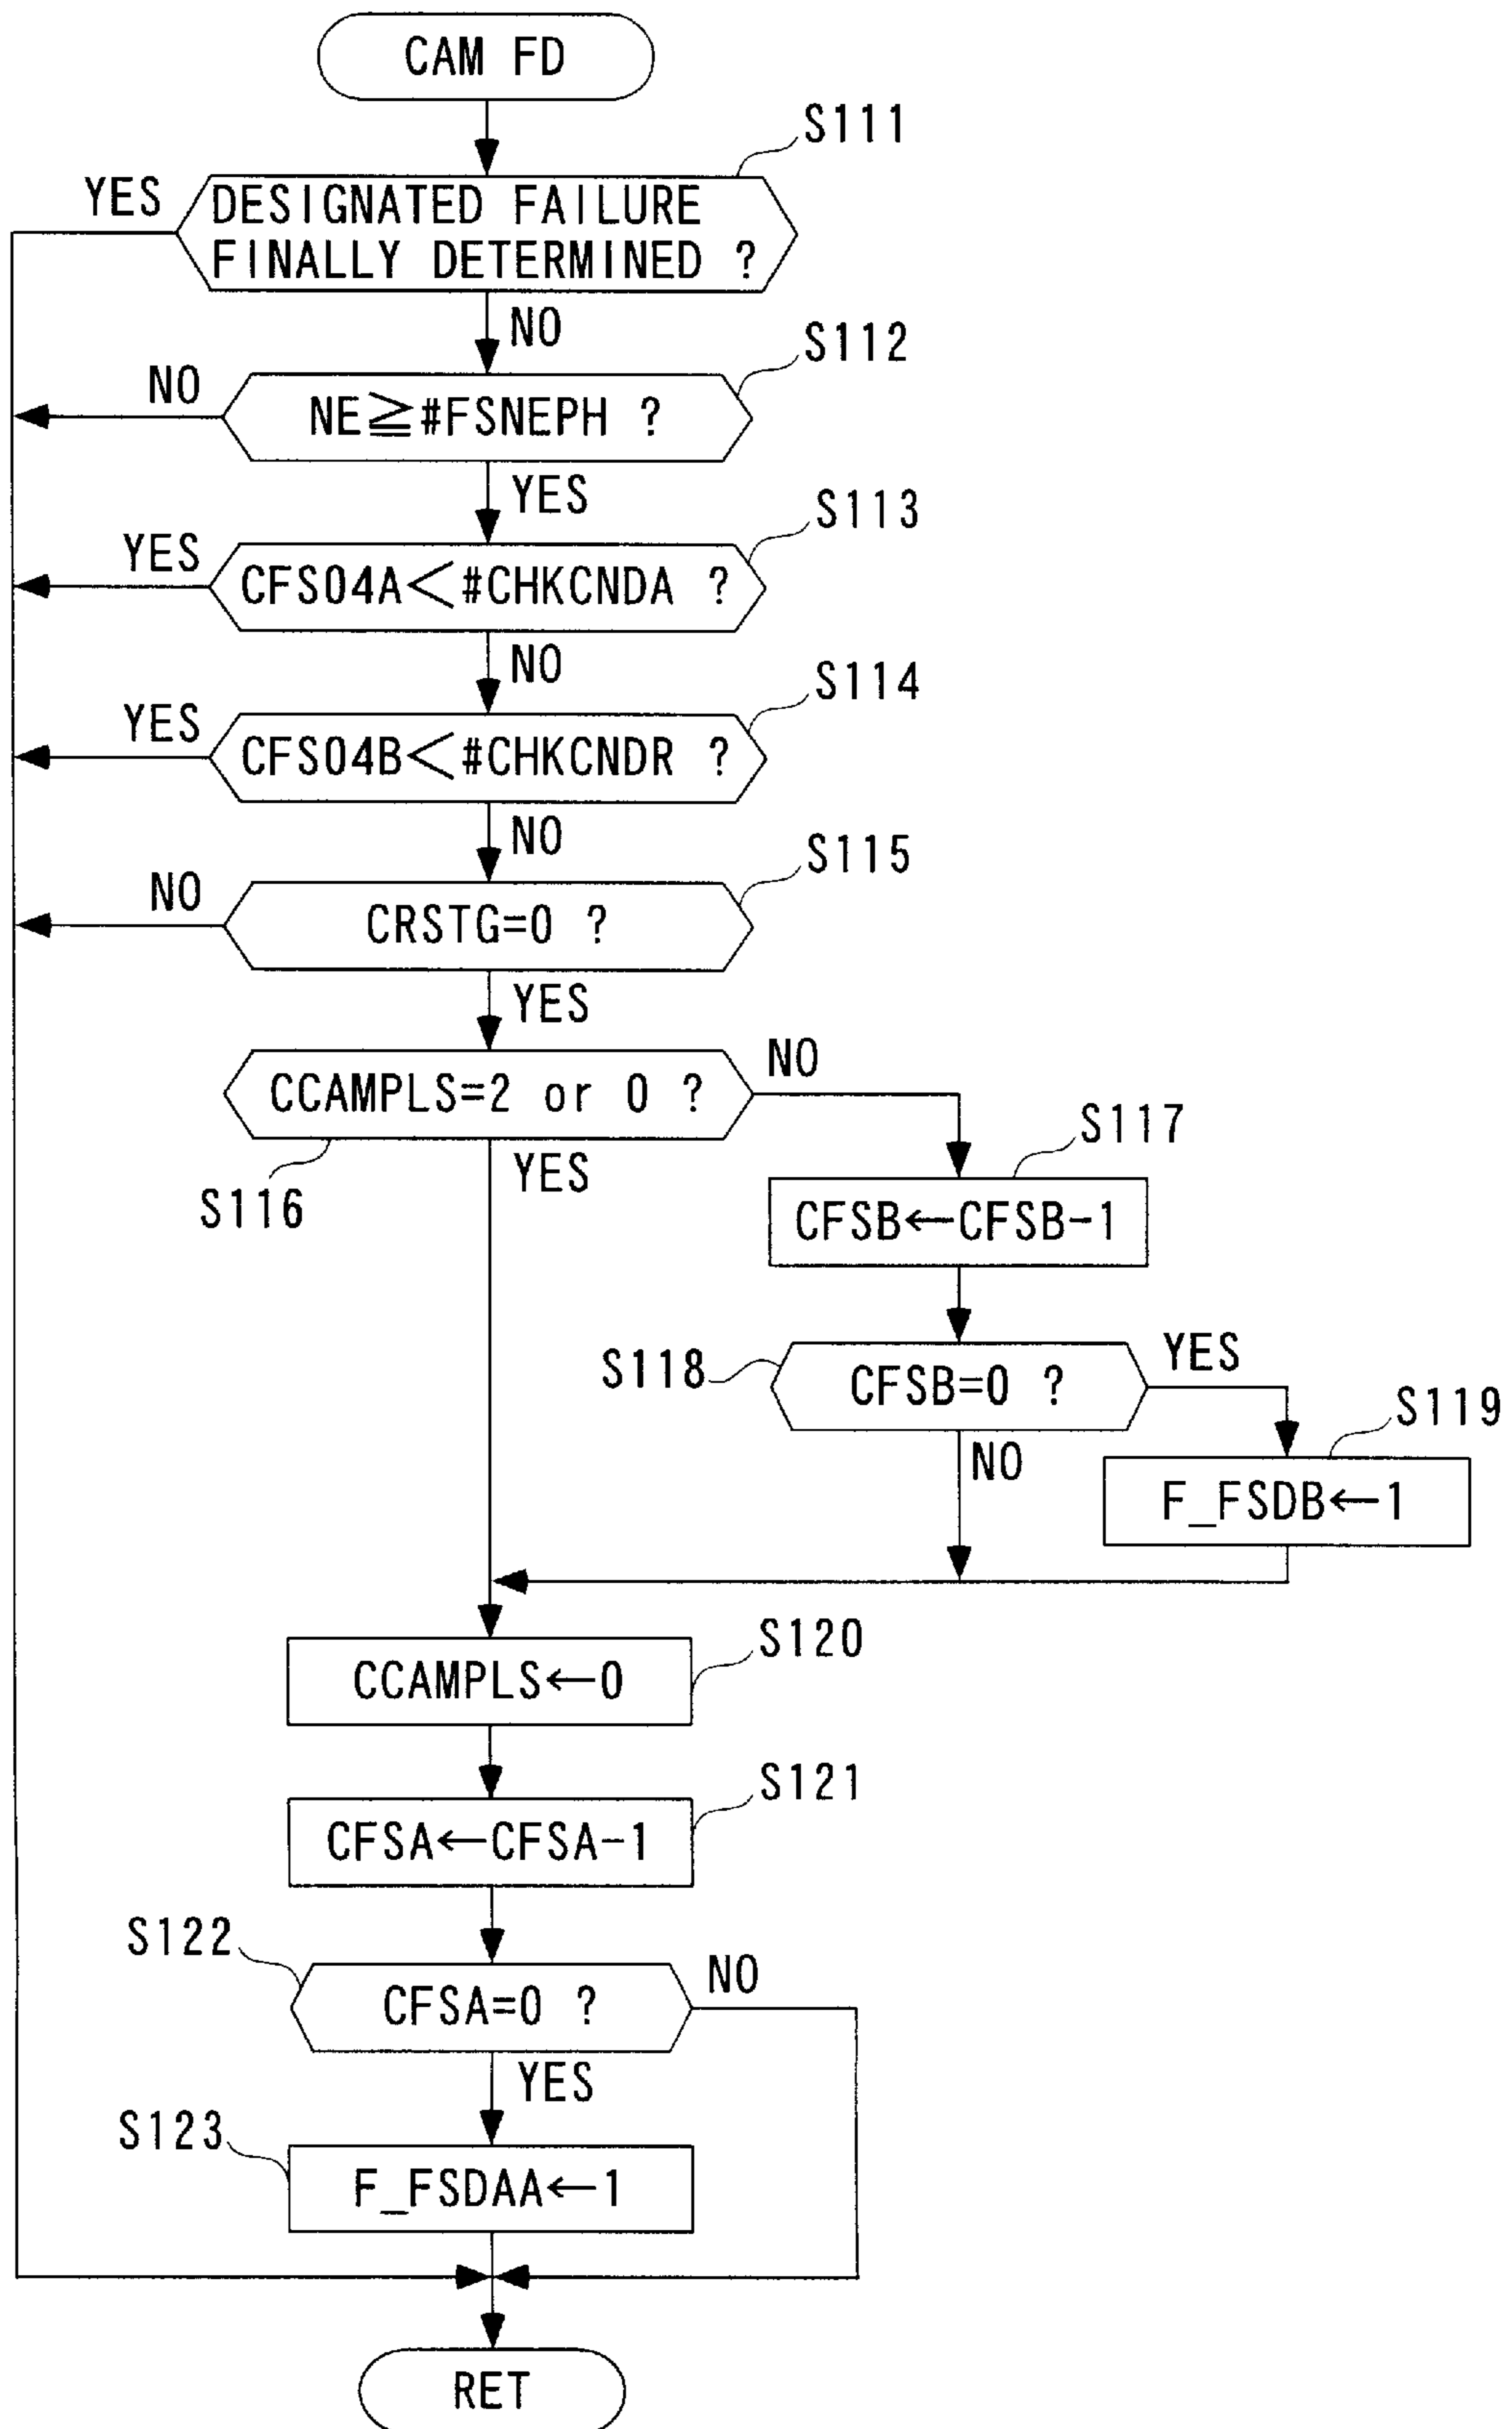 CAM FD
S111
YES
DESIGNATED FAILURE
FINALLY DETERMINED ?
NO
S112
NO
NE≧#FSNEPH ?
YES
S113
YES
CFS04A<#CHKCNDA ?
NO
S114
YES
CFS04B<#CHKCNDR ?
NO
S115
NO
CRSTG=0 ?
YES
CCAMPLS=2 or 0 ?
NO
S116
YES
S117
CFSB←CFSB-1
S118
CFSB=0 ?
YES
NO
S119
F_FSDB←1
S120
CCAMPLS←0
S121
CFSA←CFSA-1
S122
CFSA=0 ?
NO
YES
S123
F_FSDAA←1
RET